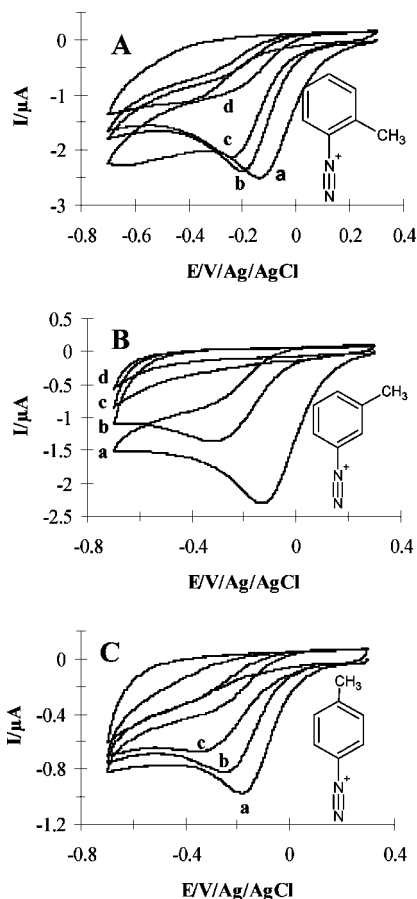 A
I/μA
0
-1
-2
-3
d
c
b
a
CH₃
N⁺
N
-0.8 -0.6 -0.4 -0.2 0 0.2 0.4
E/V/Ag/AgCl
B
I/μA
0.5
0
-0.5
-1
-1.5
-2
-2.5
d
c
b
a
CH₃
N⁺
N
-0.8 -0.4 0 0.4
E/V/Ag/AgCl
C
I/μA
0
-0.4
-0.8
-1.2
c
b
a
CH₃
N⁺
N
-0.8 -0.4 0 0.4
E/V/Ag/AgCl